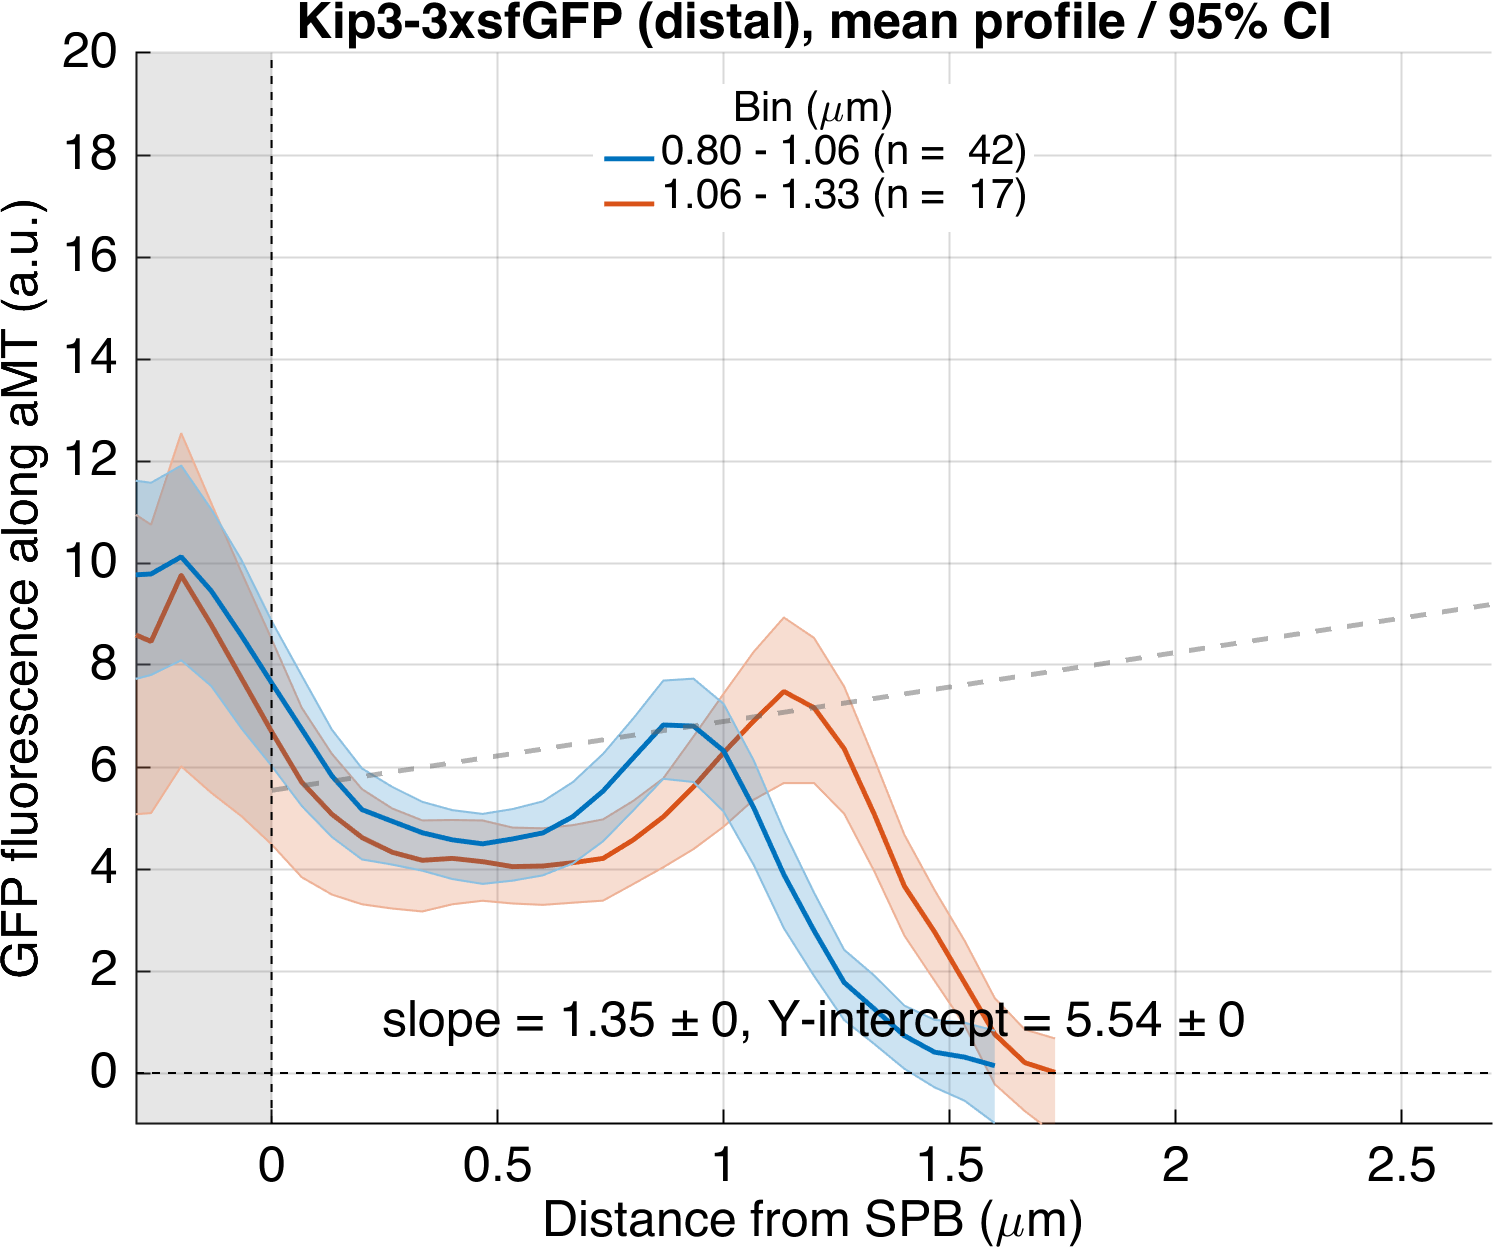 Kip3-3xsfGFP (distal), mean profile / 95% CI
GFP fluorescence along aMT (a.u.)
20
18
16
14
12
10
8
6
4
2
0
Bin (μm)
0.80 - 1.06 (n = 42)
1.06 - 1.33 (n = 17)
slope = 1.35 ± 0, Y-intercept = 5.54 ± 0
0 0.5 1 1.5 2 2.5
Distance from SPB (μm)